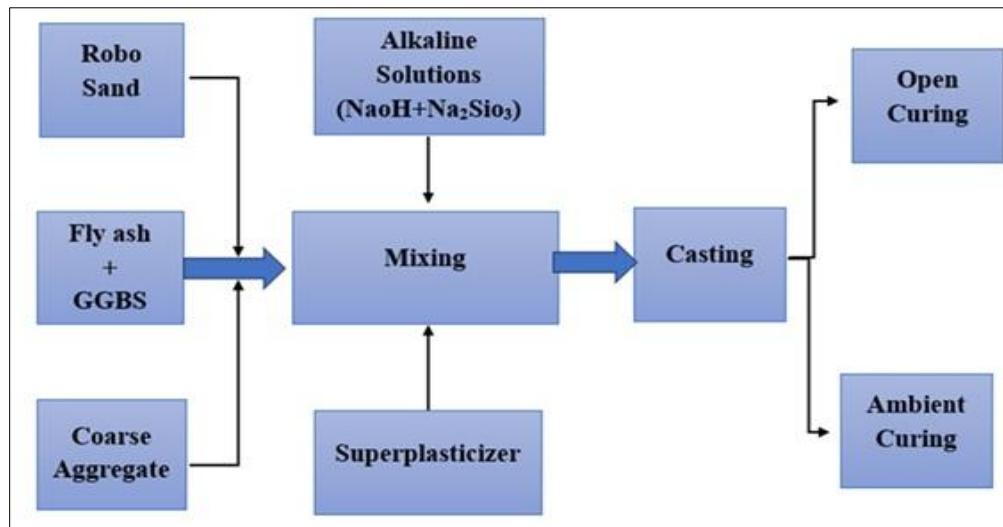 Robo
Sand
Alkaline
Solutions
(NaoH+Na₂Sio₃)
Open
Curing
Fly ash
+
GGBS
Mixing
Casting
Coarse
Aggregate
Superplasticizer
Ambient
Curing